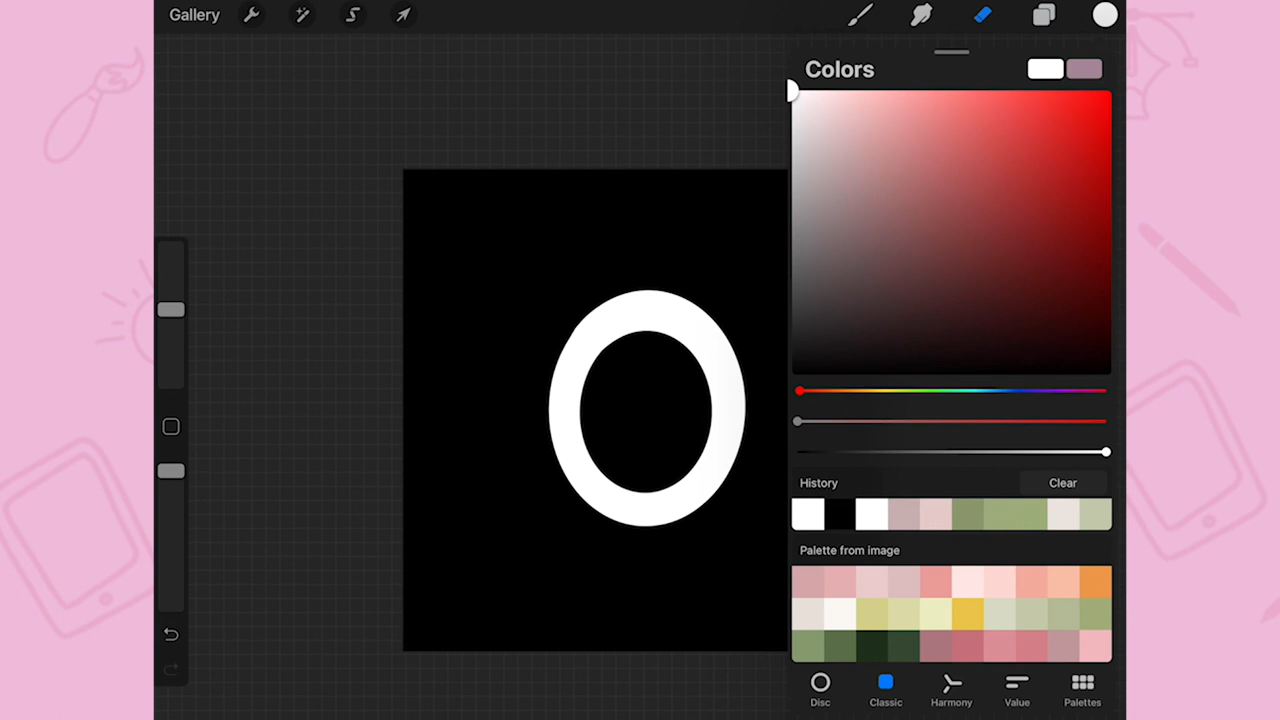 Gallery
Colors
History
Clear
Palette from image
Disc
Classic
Harmony
Value
Palettes